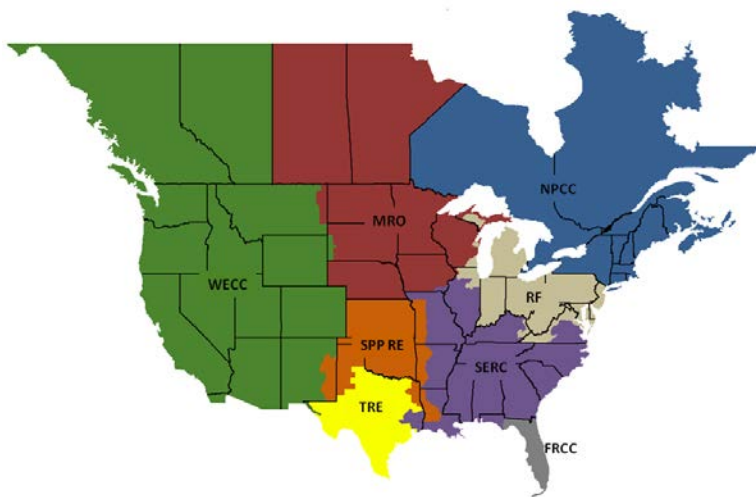 NPCC
MRO
WECC
RF
SPP RE
SERC
TRE
FRCC